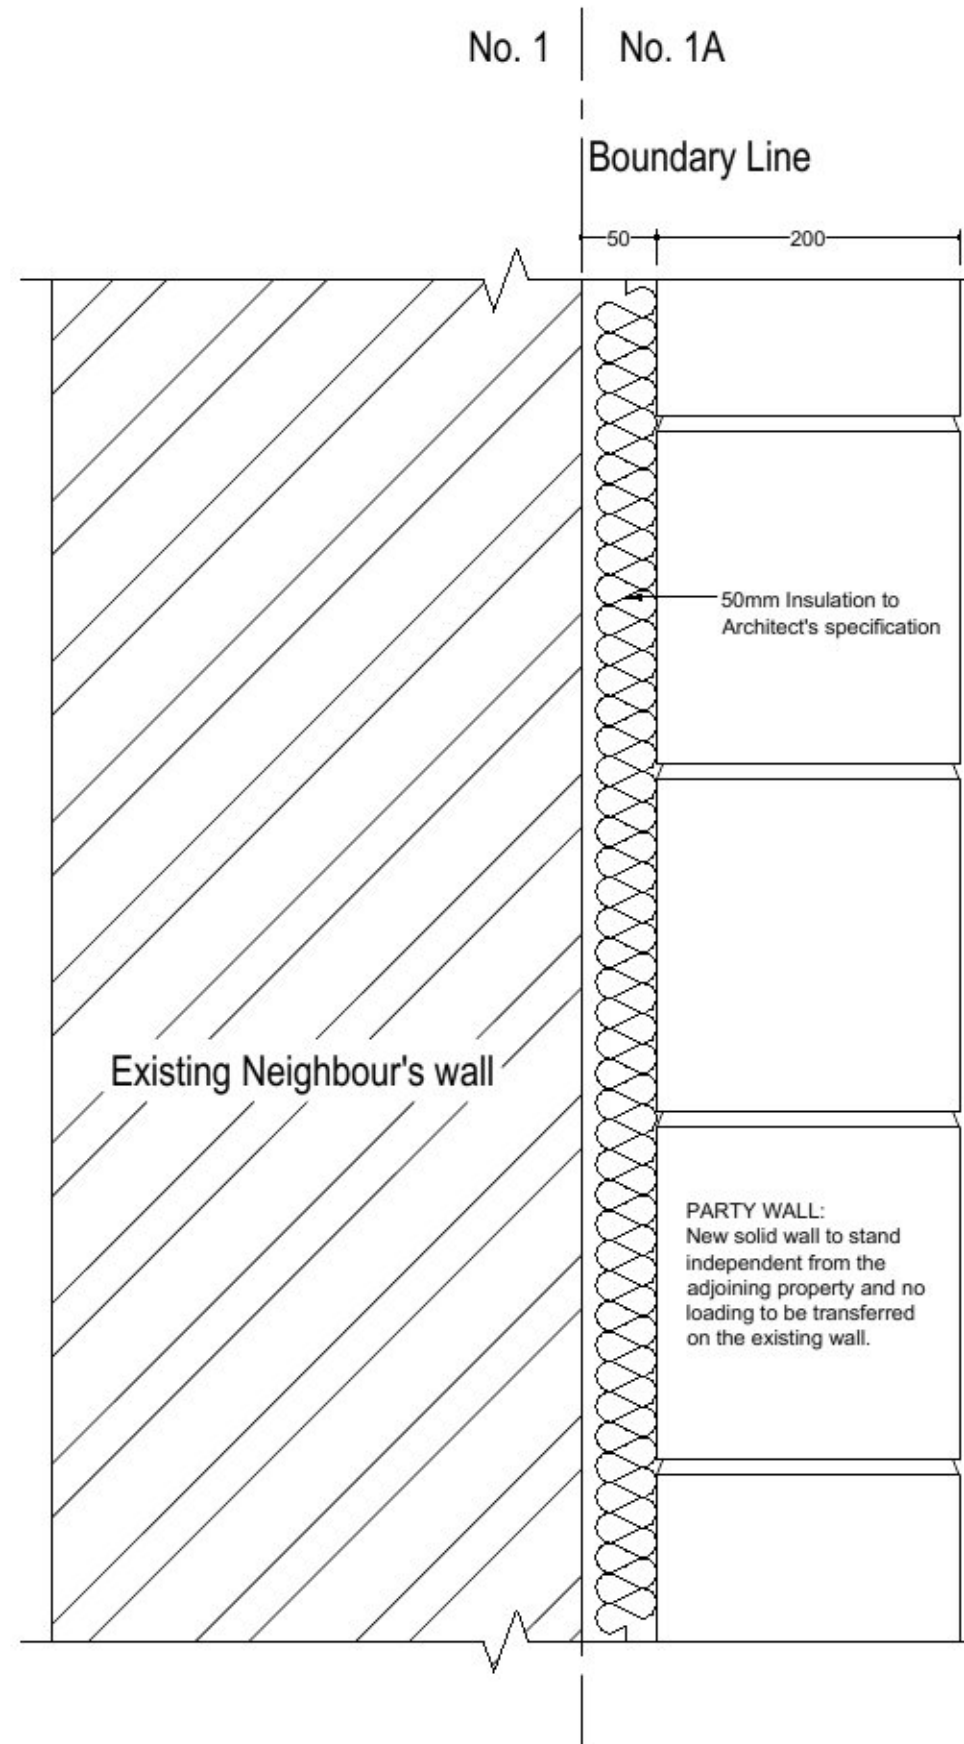 No. 1
No. 1A
Boundary Line
50
200
50mm Insulation to
Architect's specification
Existing Neighbour's wall
PARTY WALL:
New solid wall to stand
independent from the
adjoining property and no
loading to be transferred
on the existing wall.